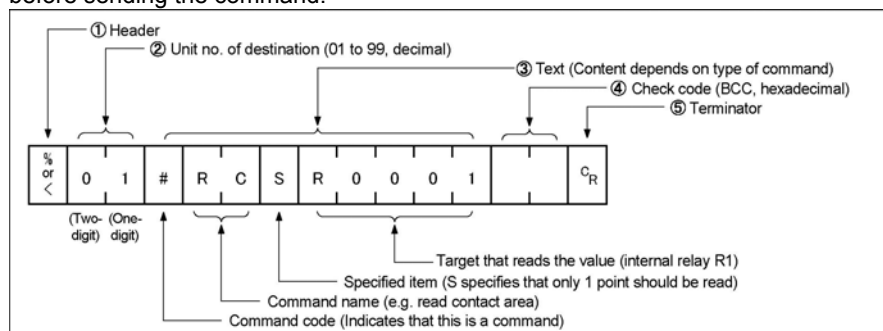 before sending the command.
① Header
② Unit no. of destination (01 to 99, decimal)
③ Text (Content depends on type of command)
④ Check code (BCC, hexadecimal)
⑤ Terminator
% or <
0 1 # R C S R 0 0 0 1 CR
(Two-digit) (One-digit)
Target that reads the value (internal relay R1)
Specified item (S specifies that only 1 point should be read)
Command name (e.g. read contact area)
Command code (Indicates that this is a command)